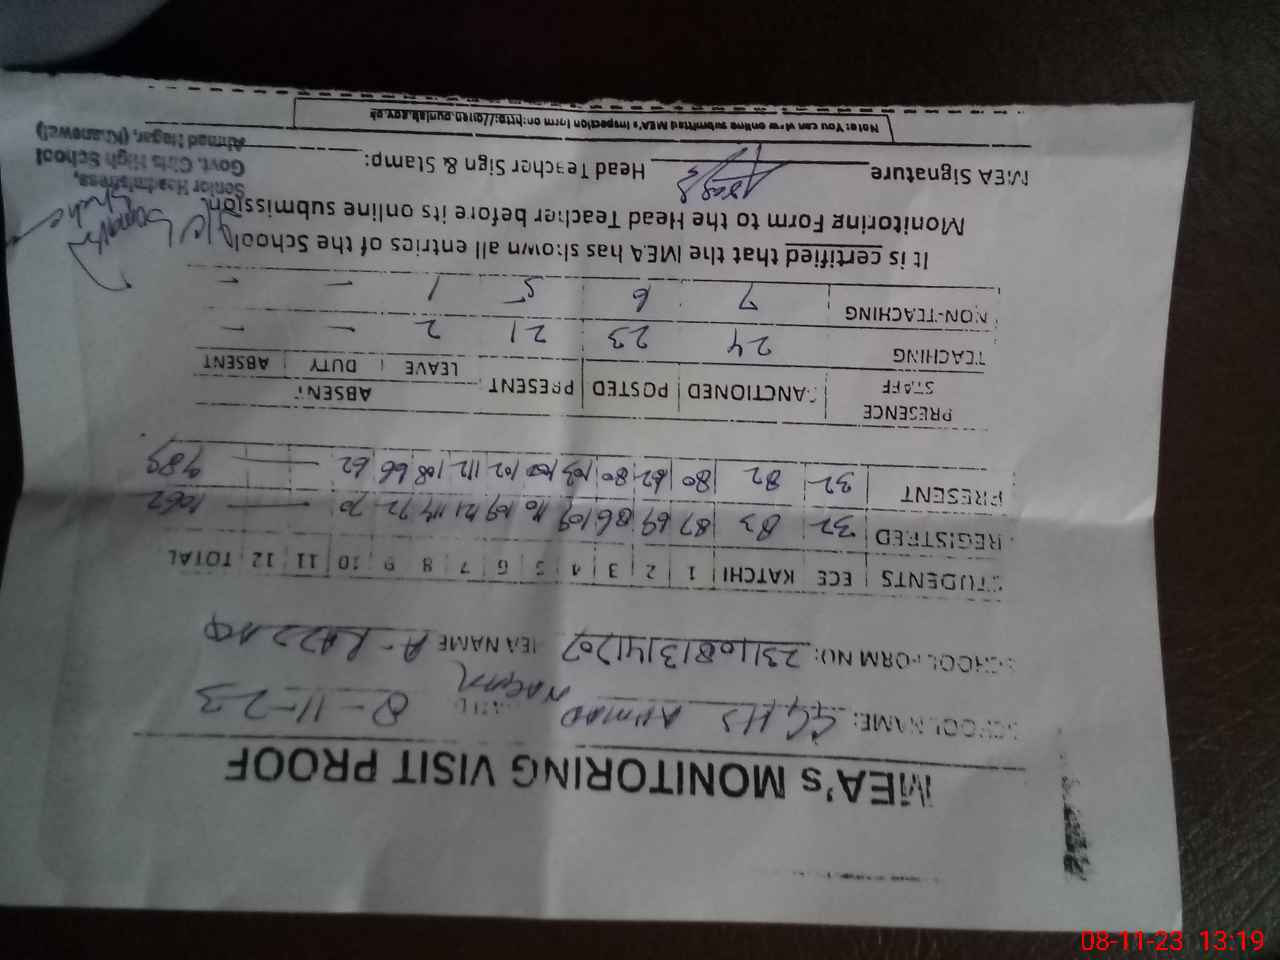 MEA's MONITORING VISIT PROOF
SCHOOL NAME: GGHS AHMAD NAGAR DATE 8-11-23
SCHOOL FORM NO: MEA NAME A-RAZZAQ
STUDENTS ECE KATCHI 1 2 3 4 5 6 7 8 9 10 11 12 TOTAL
REGISTRED 32 83 87 69 86 109 110 109 121 114 72 70 1062
PRESENT 32 82 80 62 80 103 100 102 112 108 66 62 989
PRESENCE STAFF SANCTIONED POSTED PRESENT ABSENT
LEAVE DUTY ABSENT
TEACHING 24 23 21 2 - -
NON-TEACHING 7 6 5 1 - -
It is certified that the MEA has shown all entries of the School
Monitoring Form to the Head Teacher before its online submission.
MEA Signature Head Teacher Sign & Stamp:
Senior Headmistress,
Govt. Girls High School
Ahmad Nagar, (Khanewal)
Note: You can view online submitted MEA's inspection form on:http://open.punjab.gov.pk
08-11-23 13:19